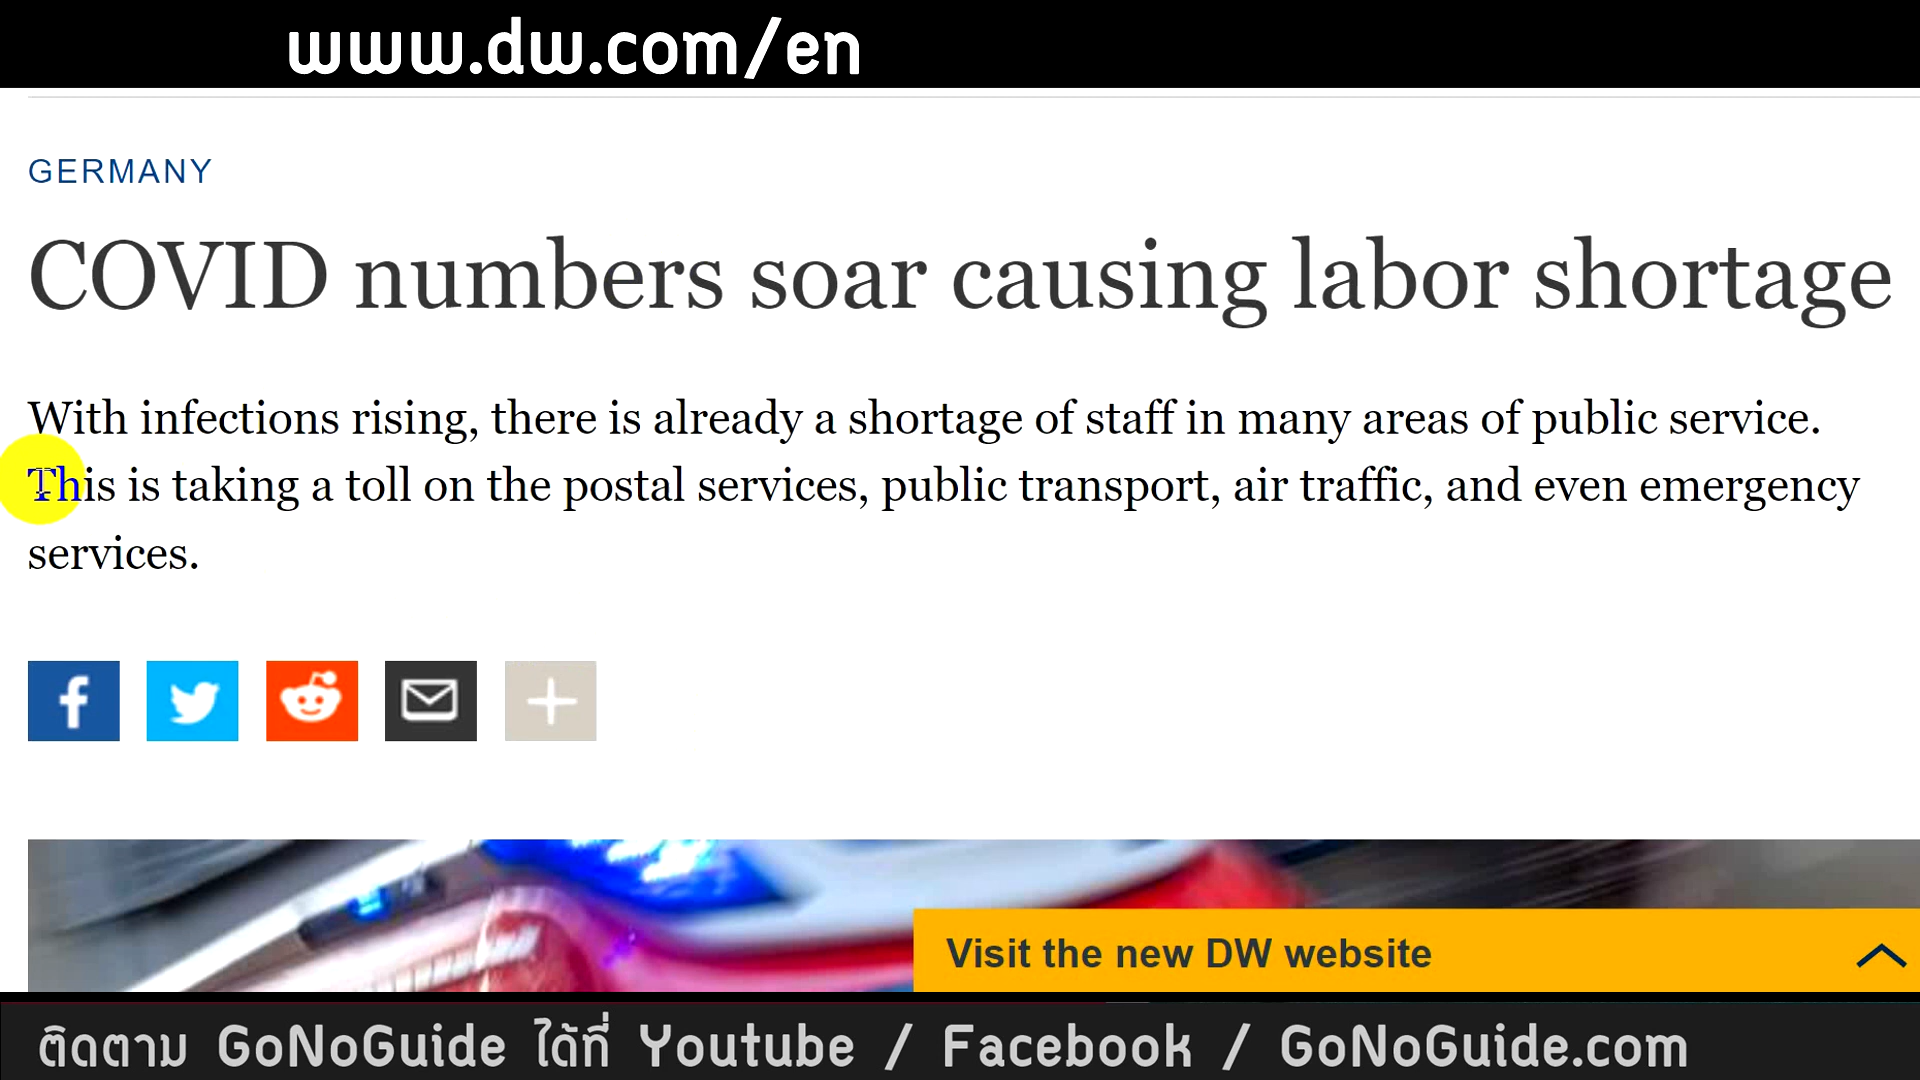 www.dw.com/en
GERMANY
COVID numbers soar causing labor shortage
With infections rising, there is already a shortage of staff in many areas of public service.
This is taking a toll on the postal services, public transport, air traffic, and even emergency
services.
Visit the new DW website
ติดตาม GoNoGuide ได้ที่ Youtube / Facebook / GoNoGuide.com